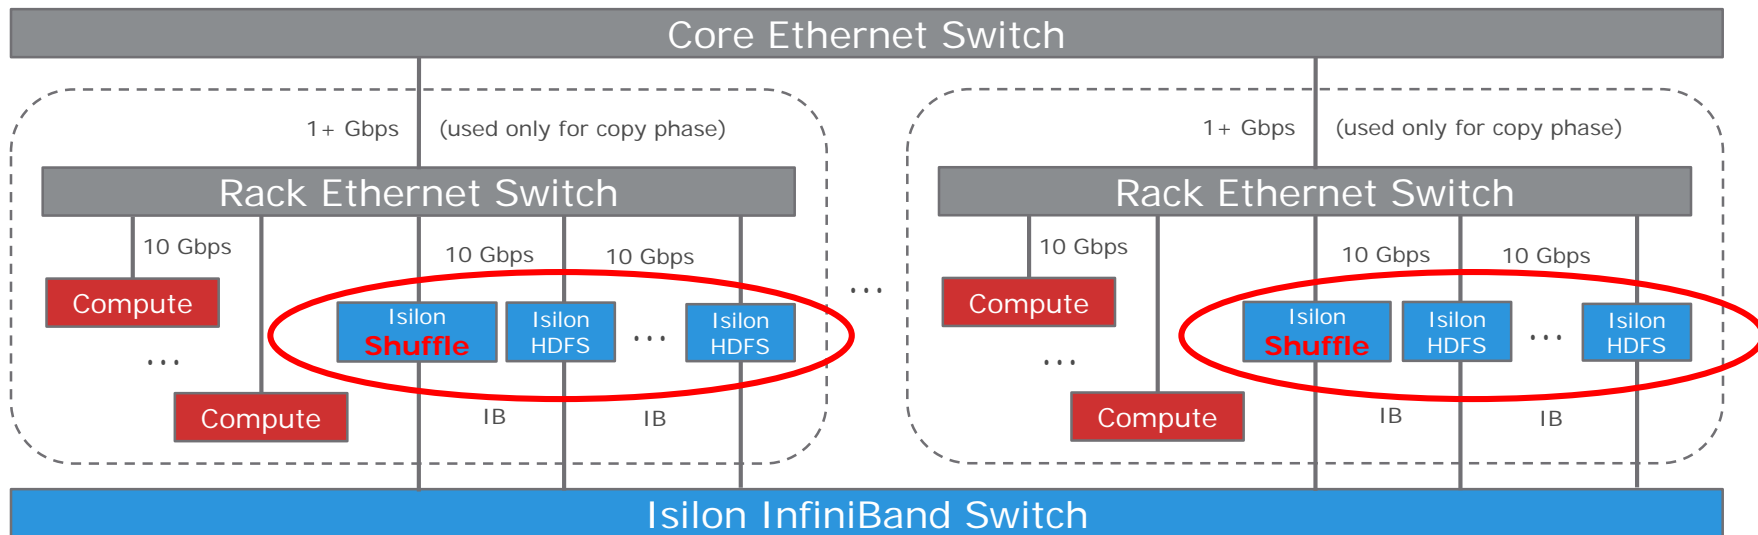 Core Ethernet Switch
1+ Gbps (used only for copy phase)
Rack Ethernet Switch
10 Gbps
10 Gbps
10 Gbps
Compute
...
Compute
Isilon
Shuffle
Isilon
HDFS
...
Isilon
HDFS
IB
IB
...
1+ Gbps (used only for copy phase)
Rack Ethernet Switch
10 Gbps
10 Gbps
10 Gbps
Compute
...
Compute
Isilon
Shuffle
Isilon
HDFS
...
Isilon
HDFS
IB
IB
Isilon InfiniBand Switch